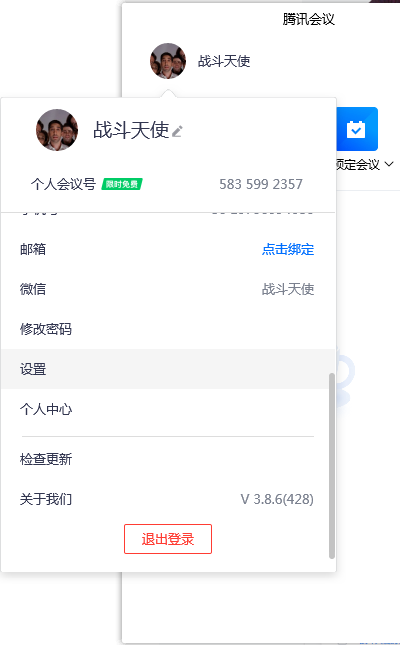 腾讯会议
战斗天使
战斗天使
预定会议
个人会议号 限时免费 583 599 2357
邮箱 点击绑定
微信 战斗天使
修改密码
设置
个人中心
检查更新
关于我们 V 3.8.6(428)
退出登录